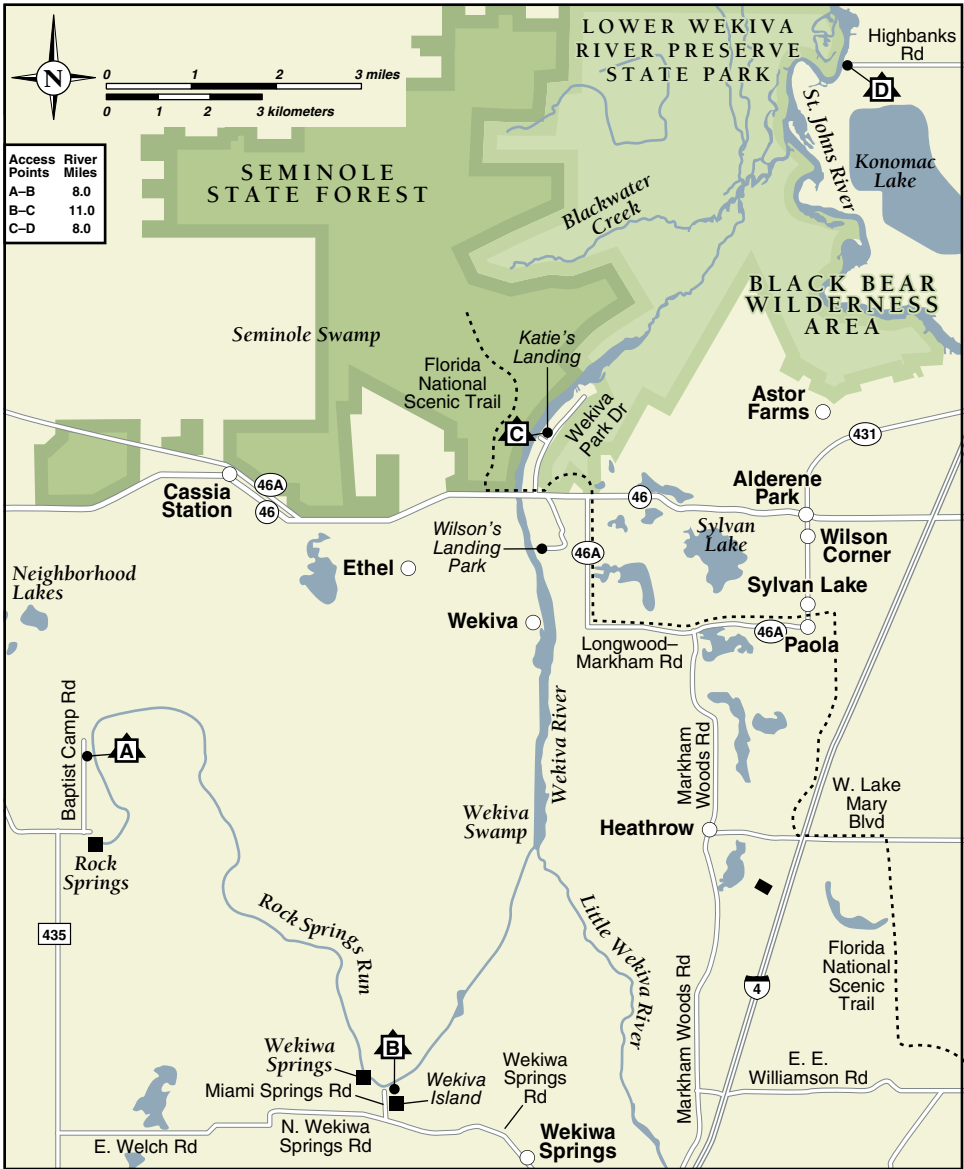 LOWER WEKIVA
RIVER PRESERVE
STATE PARK
Highbanks
Rd
N
0 1 2 3 miles
0 1 2 3 kilometers
D
St. Johns River
Konomac
Lake
Access River
Points Miles
A–B 8.0
B–C 11.0
C–D 8.0
SEMINOLE
STATE FOREST
Blackwater
Creek
BLACK BEAR
WILDERNESS
AREA
Seminole Swamp
Katie's
Landing
Florida
National
Scenic Trail
C
Wekiva
Park Dr
Astor
Farms
431
Cassia
Station
46A
46
46
Alderene
Park
Wilson's
Landing
Park
46A
Sylvan
Lake
Wilson
Corner
Ethel
Neighborhood
Lakes
Sylvan Lake
Wekiva
46A
Paola
Longwood–
Markham Rd
Baptist Camp Rd
A
Wekiva River
Markham
Woods Rd
W. Lake
Mary
Blvd
Wekiva
Swamp
Heathrow
Rock
Springs
435
Rock Springs Run
Little Wekiva River
Florida
National
Scenic
Trail
4
Markham Woods Rd
B
Wekiwa
Springs
Miami Springs Rd
Wekiva
Island
Wekiwa
Springs
Rd
E. E.
Williamson Rd
E. Welch Rd
N. Wekiwa
Springs Rd
Wekiwa
Springs